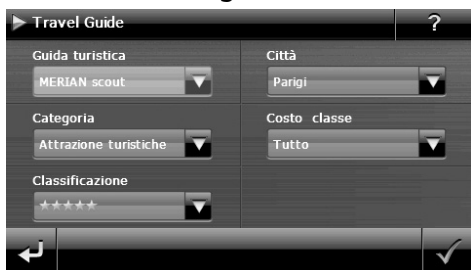 Travel Guide ?
Guida turistica
MERIAN scout
Città
Parigi
Categoria
Attrazione turistiche
Costo classe
Tutto
Classificazione
★★★★★